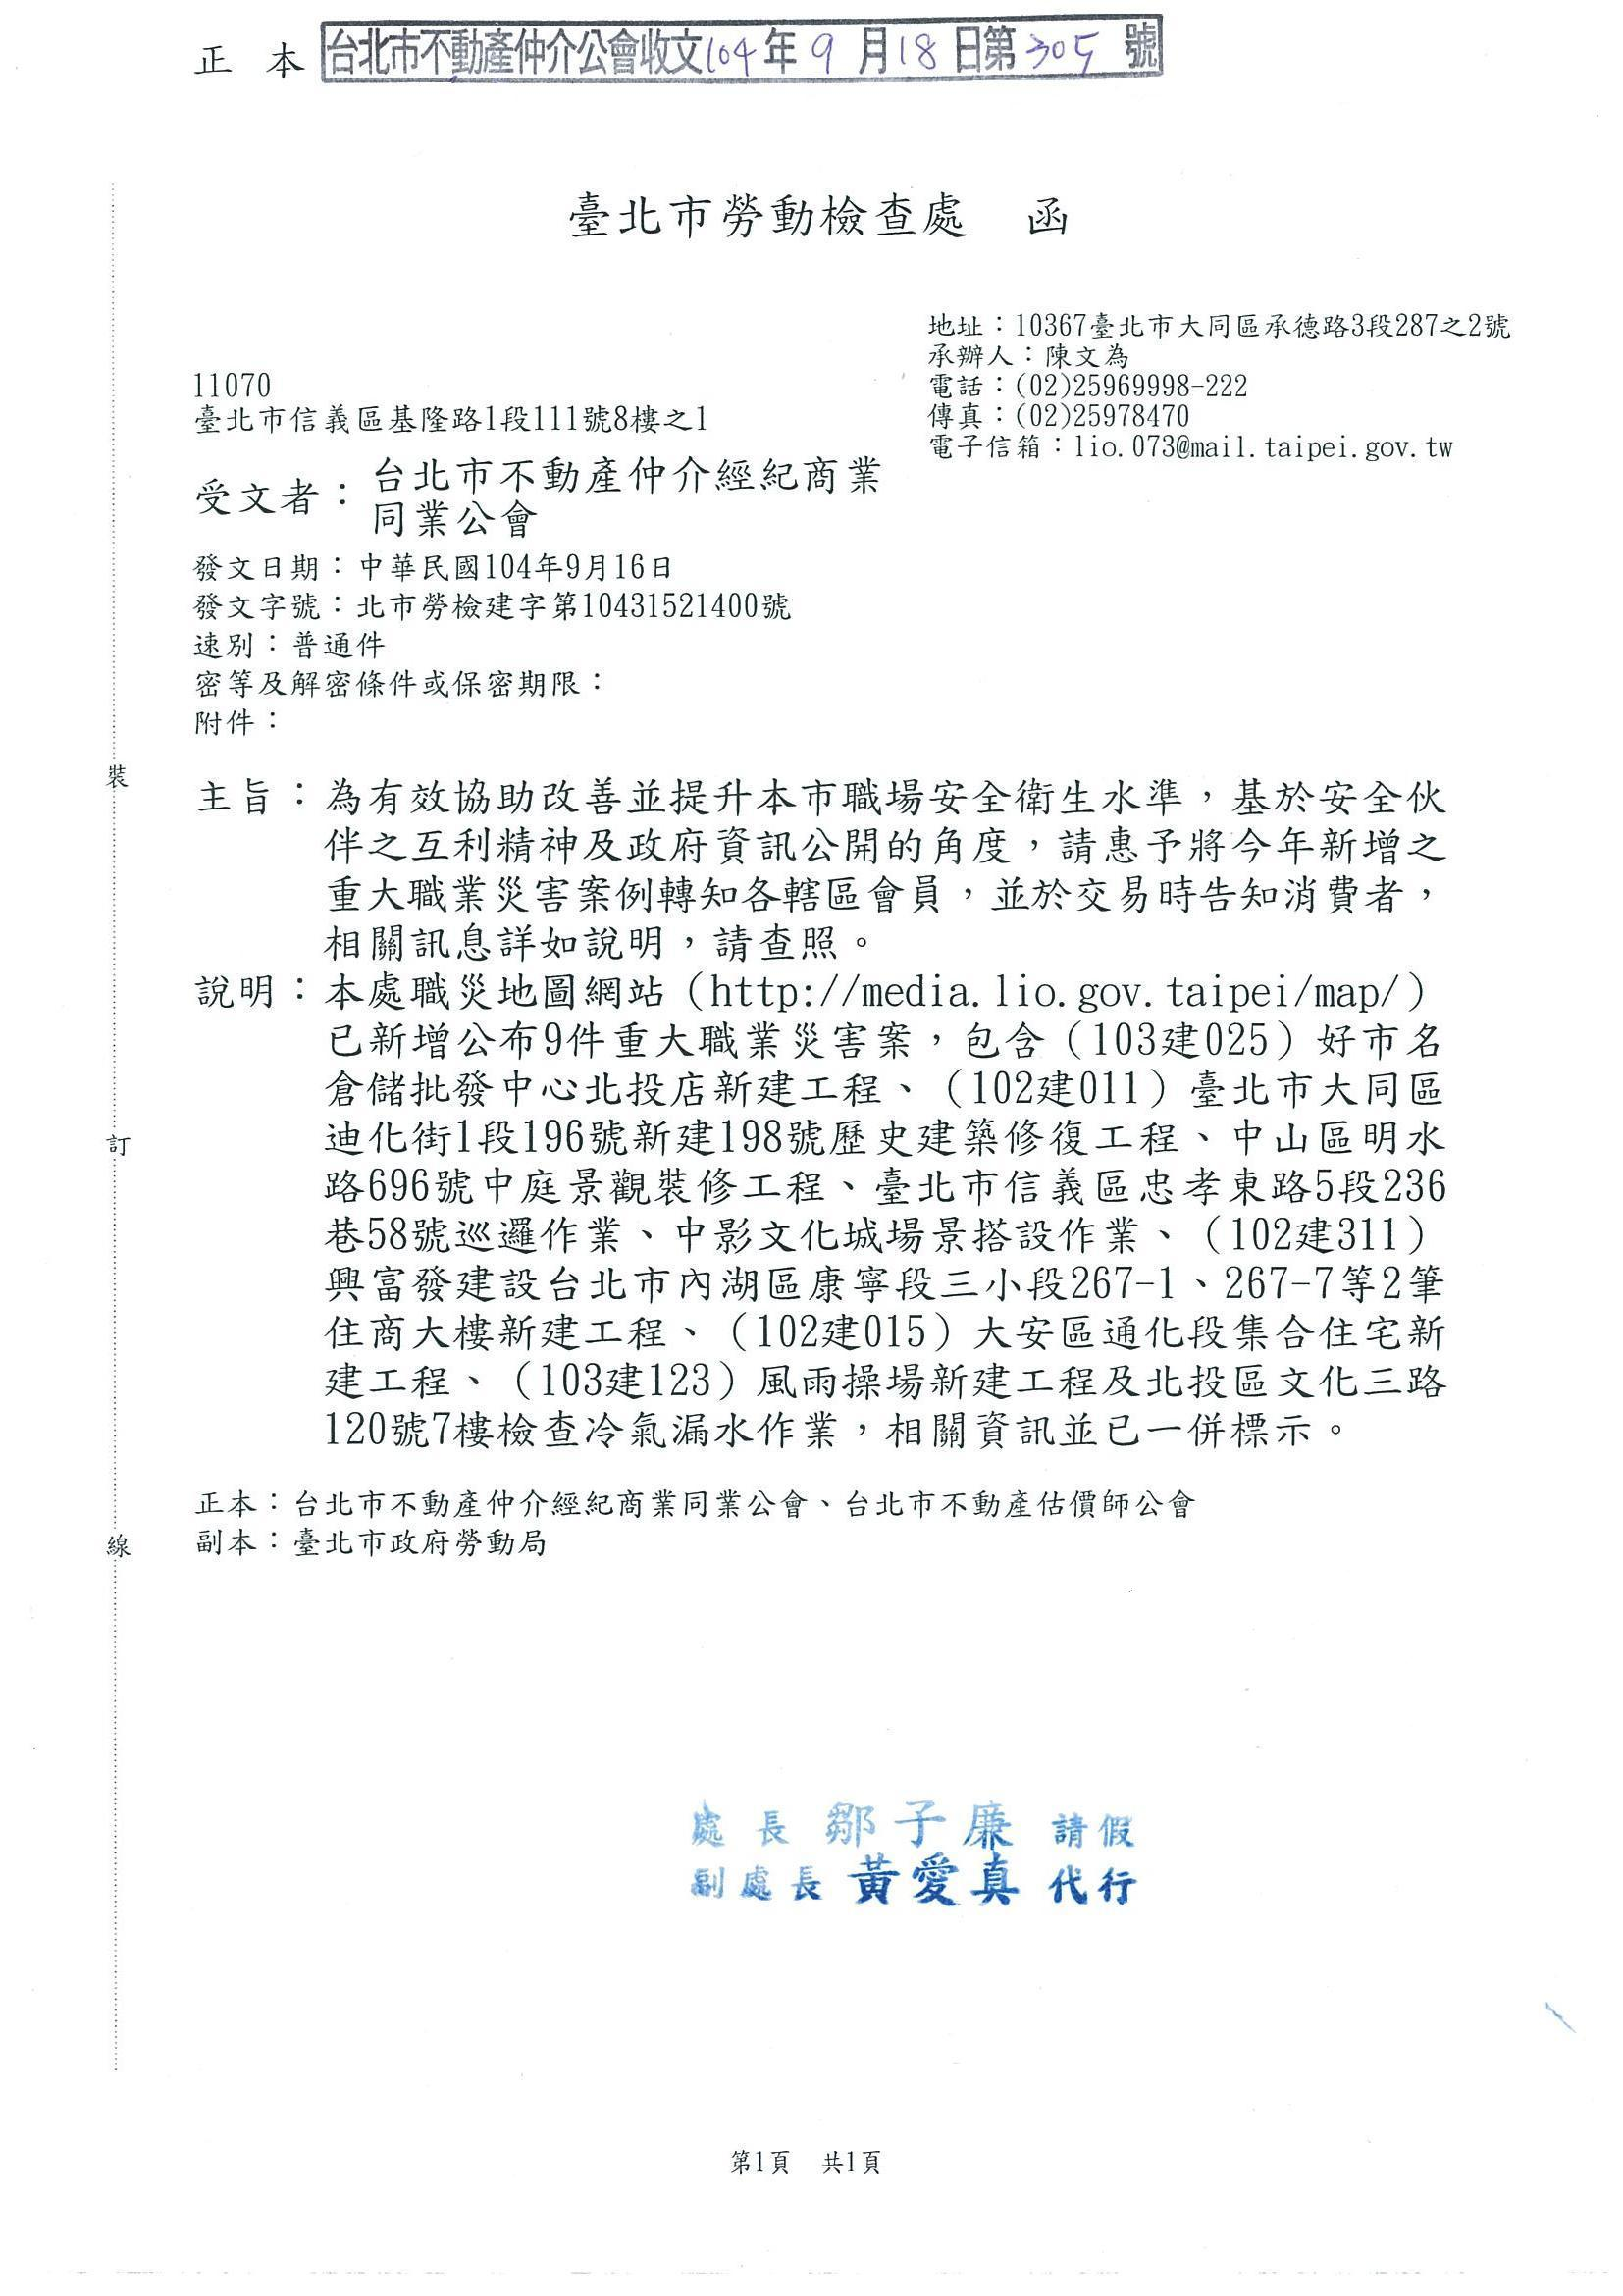 正本
台北市不動產仲介公會收文104年9月18日第305號
臺北市勞動檢查處 函
地址：10367臺北市大同區承德路3段287之2號
承辦人：陳文為
電話：(02)25969998-222
傳真：(02)25978470
電子信箱：lio.073@mail.taipei.gov.tw
11070
臺北市信義區基隆路1段111號8樓之1
受文者：台北市不動產仲介經紀商業
同業公會
發文日期：中華民國104年9月16日
發文字號：北市勞檢建字第10431521400號
速別：普通件
密等及解密條件或保密期限：
附件：
主旨：為有效協助改善並提升本市職場安全衛生水準，基於安全伙
伴之互利精神及政府資訊公開的角度，請惠予將今年新增之
重大職業災害案例轉知各轄區會員，並於交易時告知消費者，
相關訊息詳如說明，請查照。
說明：本處職災地圖網站（http://media.lio.gov.taipei/map/）
已新增公布9件重大職業災害案，包含（103建025）好市名
倉儲批發中心北投店新建工程、（102建011）臺北市大同區
迪化街1段196號新建198號歷史建築修復工程、中山區明水
路696號中庭景觀裝修工程、臺北市信義區忠孝東路5段236
巷58號巡邏作業、中影文化城場景搭設作業、（102建311）
興富發建設台北市內湖區康寧段三小段267-1、267-7等2筆
住商大樓新建工程、（102建015）大安區通化段集合住宅新
建工程、（103建123）風雨操場新建工程及北投區文化三路
120號7樓檢查冷氣漏水作業，相關資訊並已一併標示。
正本：台北市不動產仲介經紀商業同業公會、台北市不動產估價師公會
副本：臺北市政府勞動局
裝
訂
線
處長 鄒子廉 請假
副處長 黃愛真 代行
第1頁 共1頁